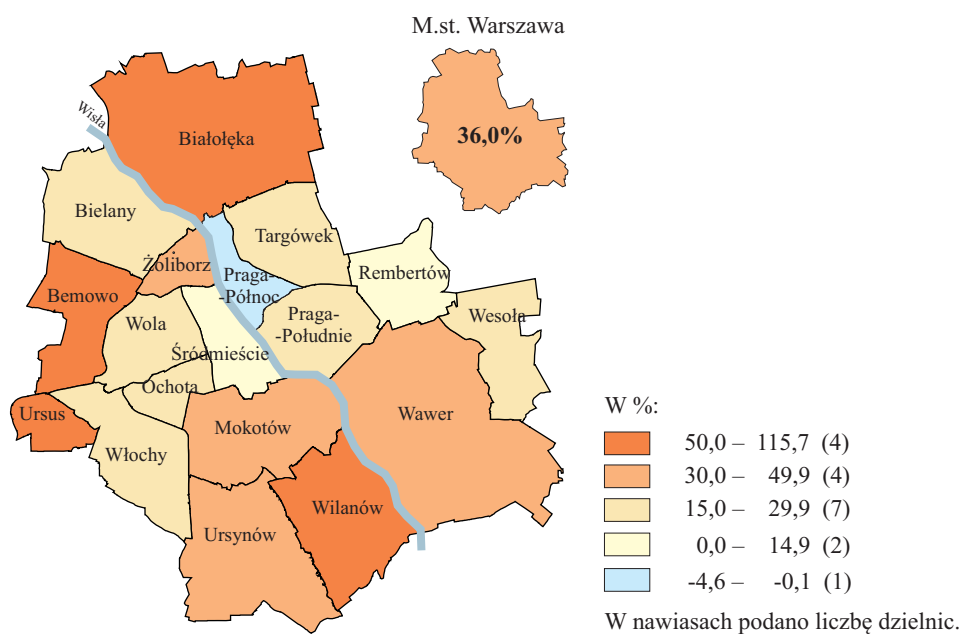 M.st. Warszawa
36,0%
Wisła
Białołęka
Bielany
Targówek
Żoliborz
Rembertów
Praga-
-Północ
Bemowo
Wesoła
Wola
Praga-
-Południe
Śródmieście
Ochota
Ursus
Mokotów
Wawer
Włochy
Wilanów
Ursynów
W %:
50,0 – 115,7 (4)
30,0 – 49,9 (4)
15,0 – 29,9 (7)
0,0 – 14,9 (2)
-4,6 – -0,1 (1)
W nawiasach podano liczbę dzielnic.